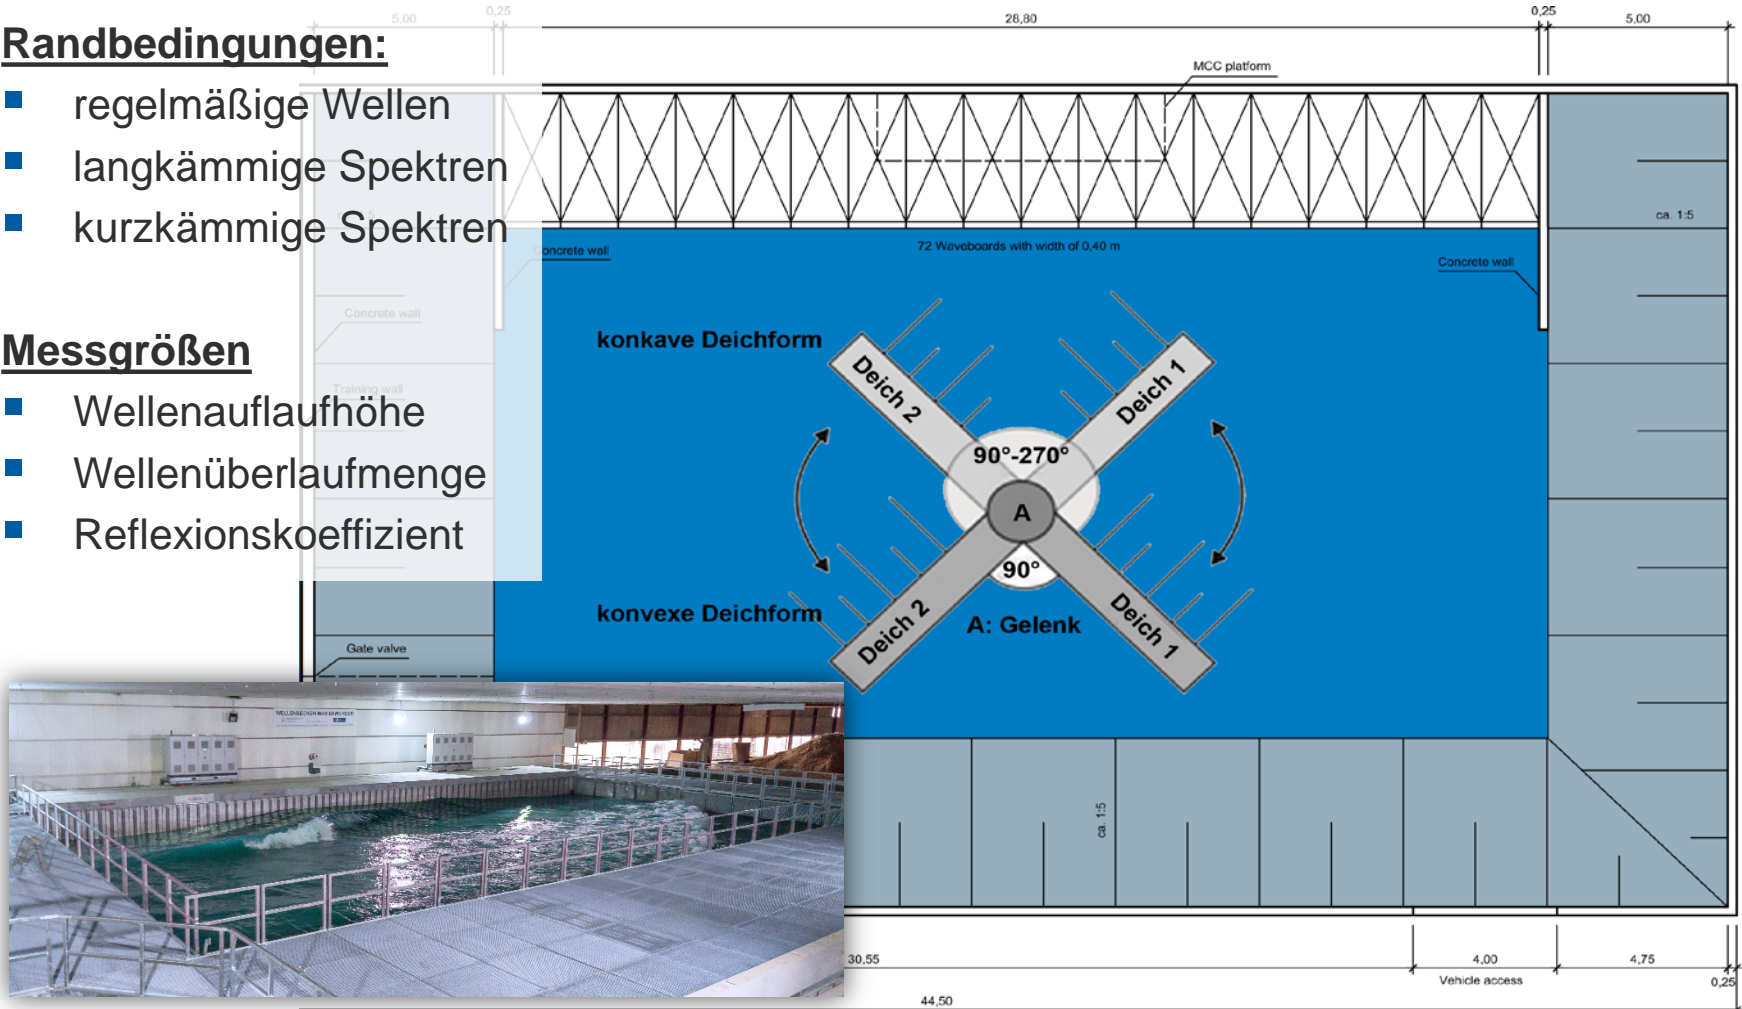 5,00
0,25
28,80
0,25
5,00
Randbedingungen:
regelmäßige Wellen
langkämmige Spektren
kurzkämmige Spektren
MCC platform
ca. 1:5
72 Waveboards with width of 0,40 m
Concrete wall
Concrete wall
Concrete wall
Messgrößen
Wellenauflaufhöhe
Wellenüberlaufmenge
Reflexionskoeffizient
Training wall
konkave Deichform
Deich 2
Deich 1
90°-270°
A
90°
konvexe Deichform
Deich 2
Deich 1
A: Gelenk
Gate valve
ca. 1:5
30,55
4,00
4,75
Vehicle access
0,25
44,50